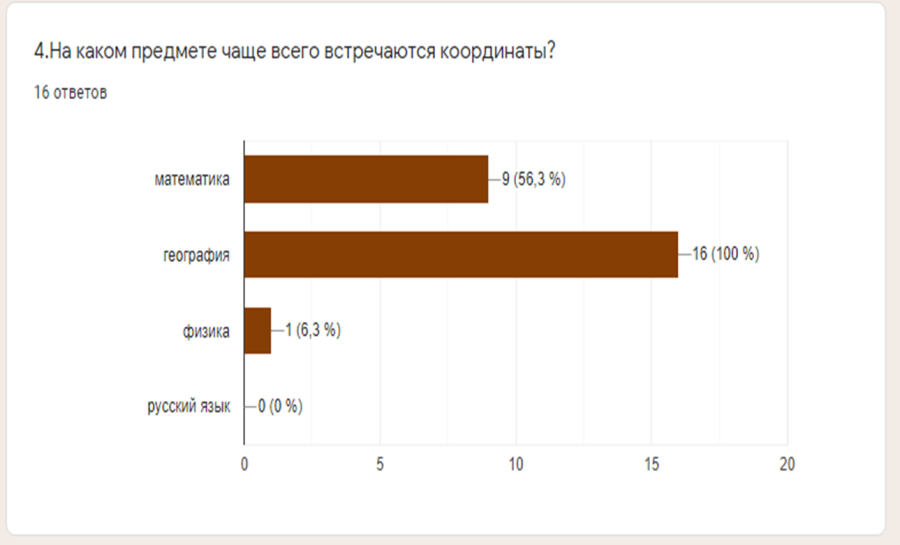 4.На каком предмете чаще всего встречаются координаты?
16 ответов
математика 9 (56,3 %)
география 16 (100 %)
физика 1 (6,3 %)
русский язык 0 (0 %)
0 5 10 15 20